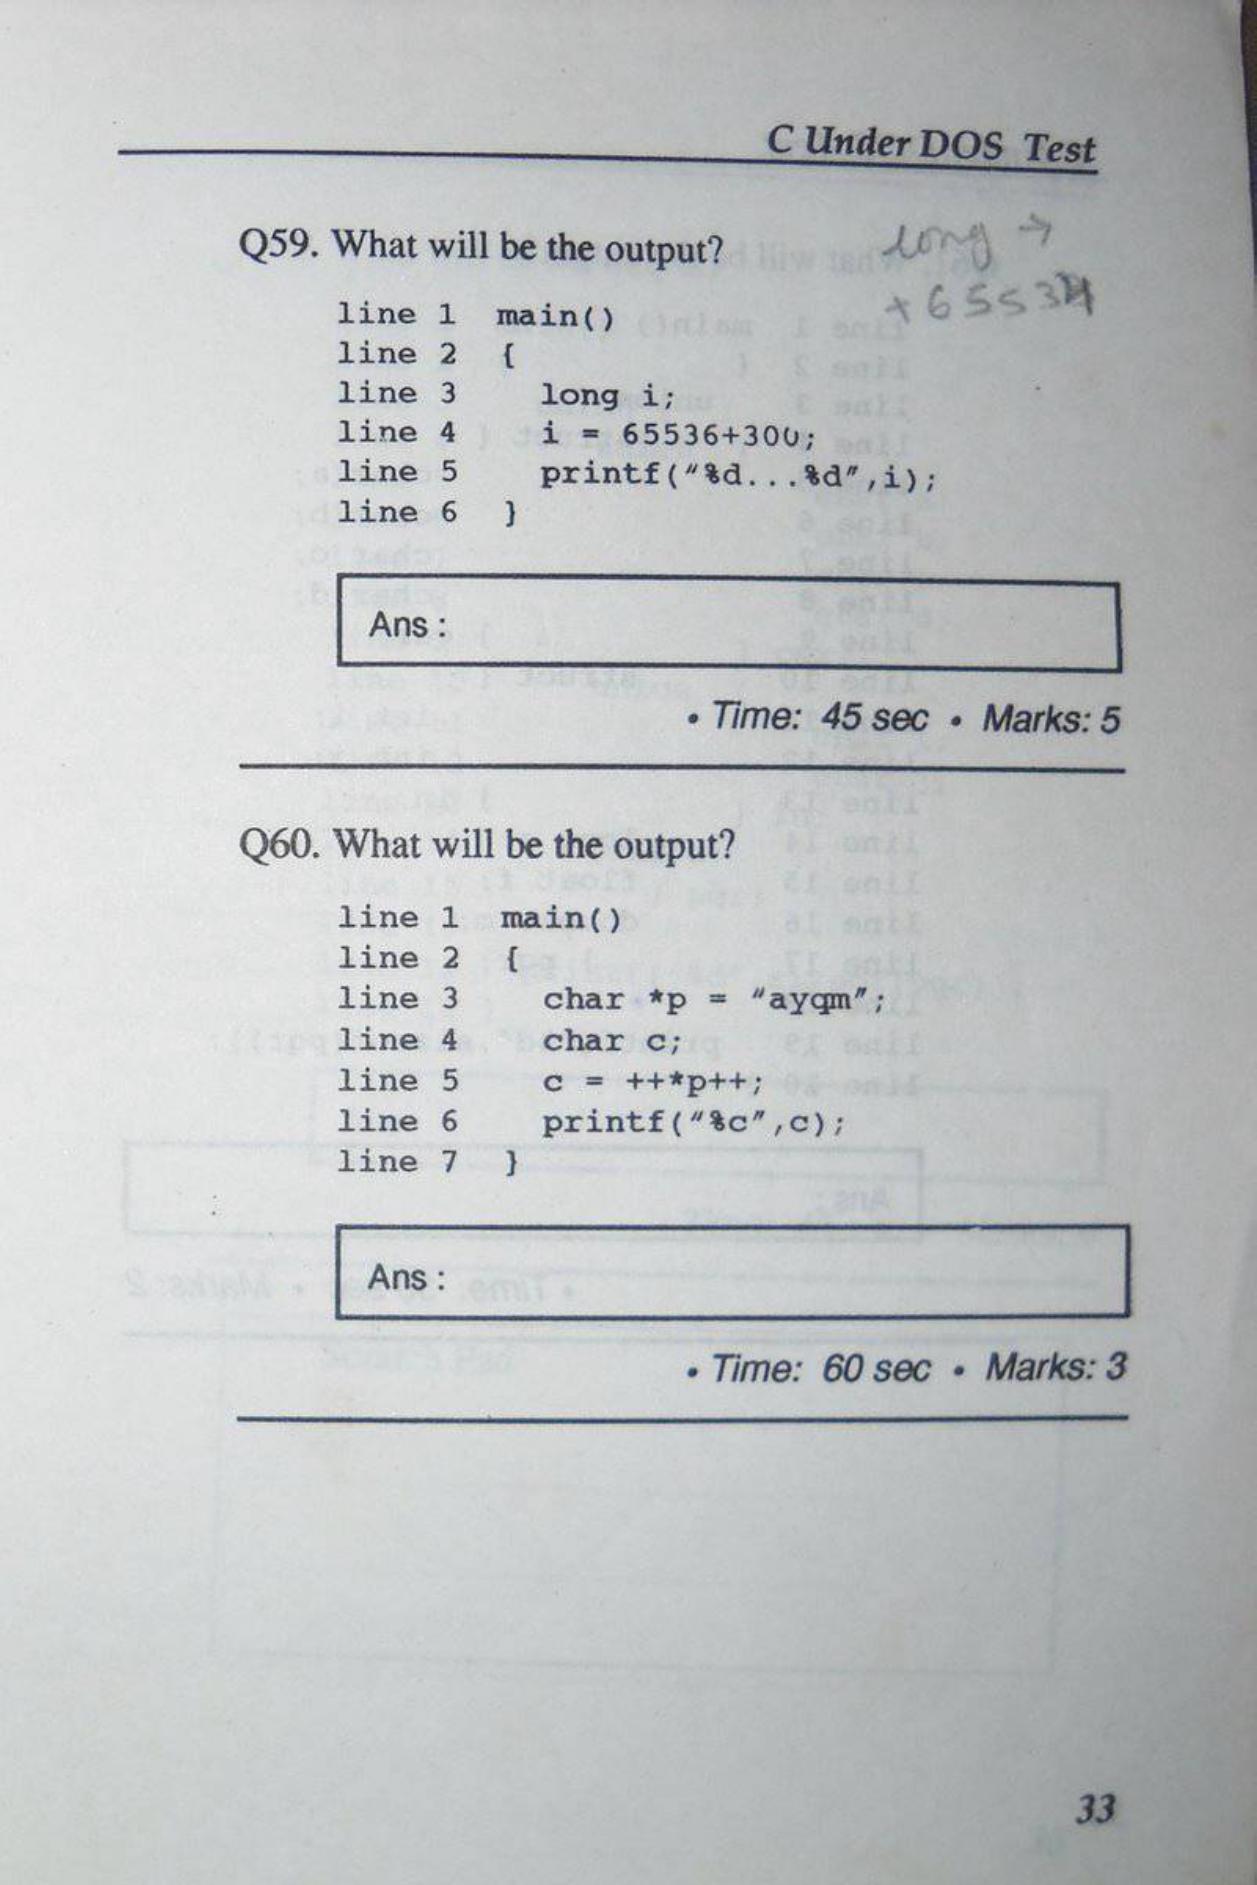 C Under DOS Test
Q59. What will be the output?
long →
+65534
line 1 main()
line 2 {
line 3 long i;
line 4 i = 65536+300;
line 5 printf("%d...%d",i);
line 6 }
Ans :
• Time: 45 sec • Marks: 5
Q60. What will be the output?
line 1 main()
line 2 {
line 3 char *p = "ayqm";
line 4 char c;
line 5 c = ++*p++;
line 6 printf("%c",c);
line 7 }
Ans :
• Time: 60 sec • Marks: 3
33